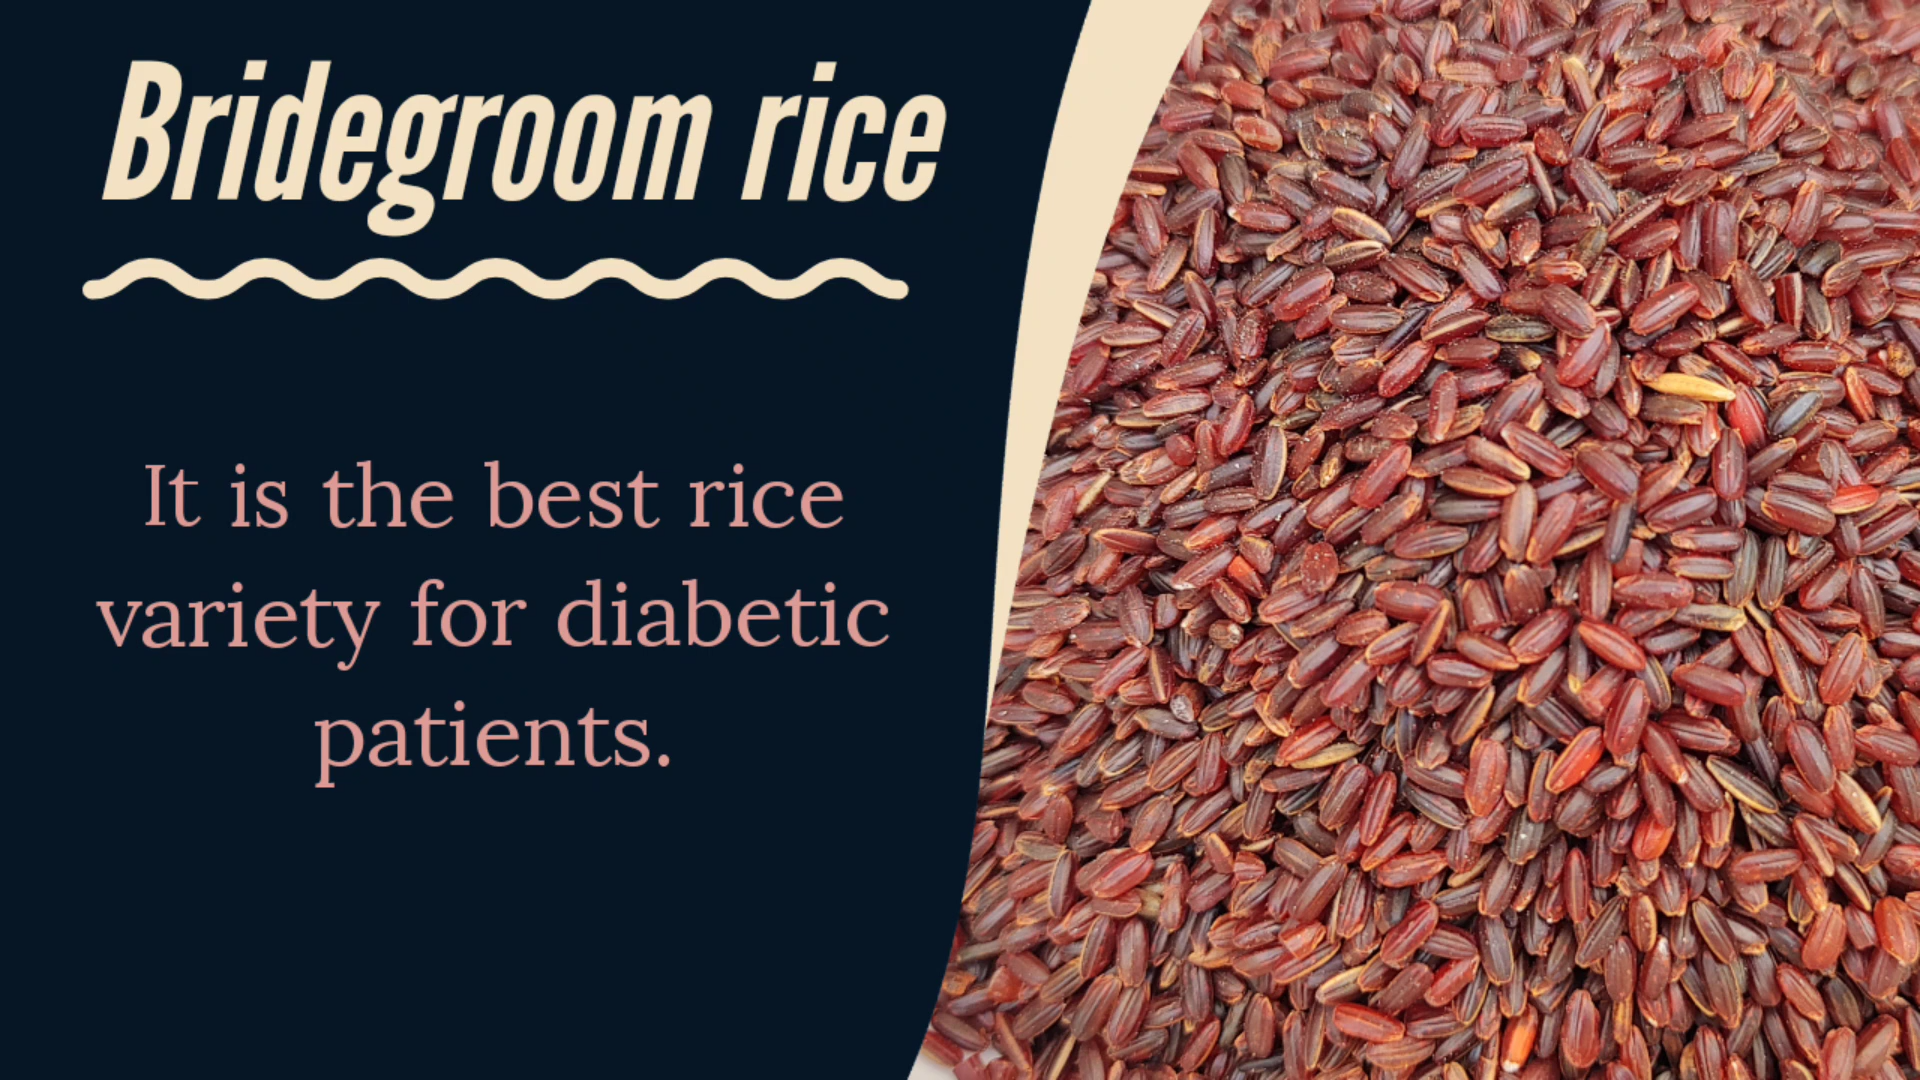 Bridegroom rice
It is the best rice
variety for diabetic
patients.